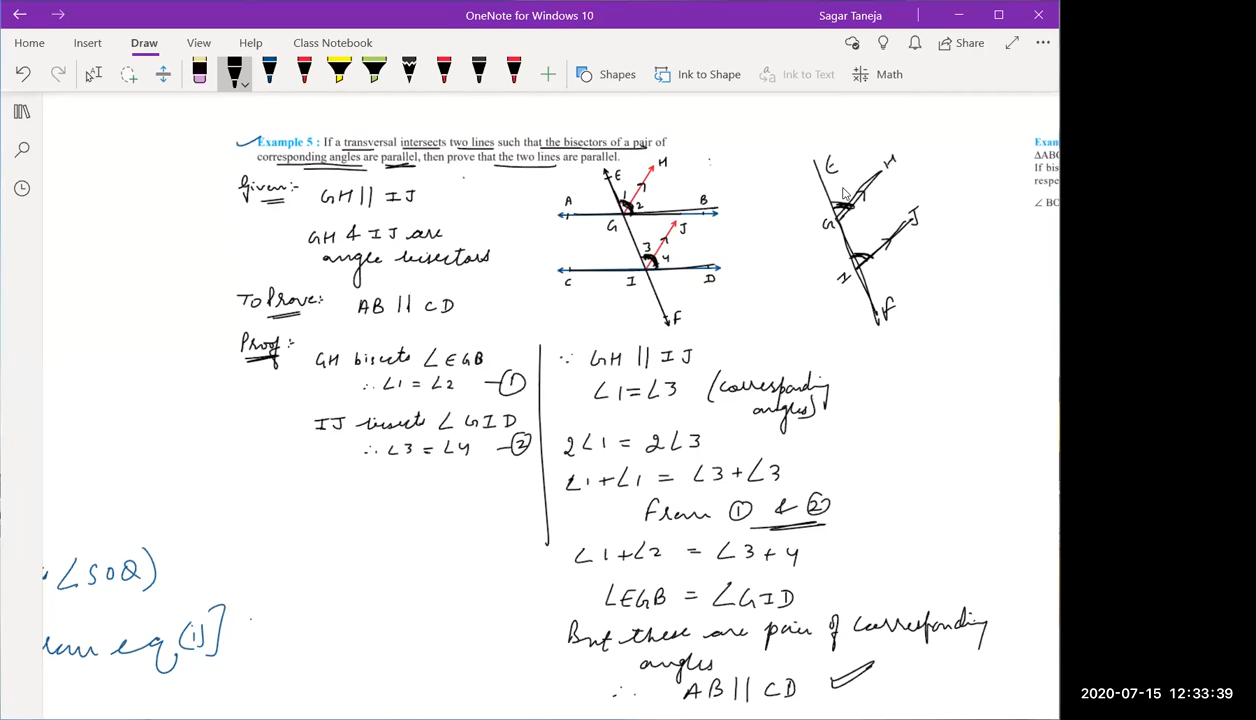 OneNote for Windows 10
Sagar Taneja
Home Insert Draw View Help Class Notebook
Share
Shapes Ink to Shape Ink to Text Math
Example 5 : If a transversal intersects two lines such that the bisectors of a pair of
corresponding angles are parallel, then prove that the two lines are parallel.
Given:- GH || IJ
GH & IJ are
angle bisectors
To Prove:- AB || CD
Proof:-
GH bisects ∠EGB
∴ ∠1 = ∠2 —①
IJ bisect ∠GID
∴ ∠3 = ∠4 —②
E H
1 2
A B
G J
3 4
C I D
F
E H
G J
I
F
∵ GH || IJ
∠1=∠3 (corresponding
angles)
2∠1 = 2∠3
∠1+∠1 = ∠3+∠3
From ① & ②
∠1+∠2 = ∠3+4
∠EGB = ∠GID
But these are pair of corresponding
angles
∴ AB || CD
∠SOQ)
eq (1)]
Exam
ΔABC
If bis
respe
∠ BC
2020-07-15 12:33:39